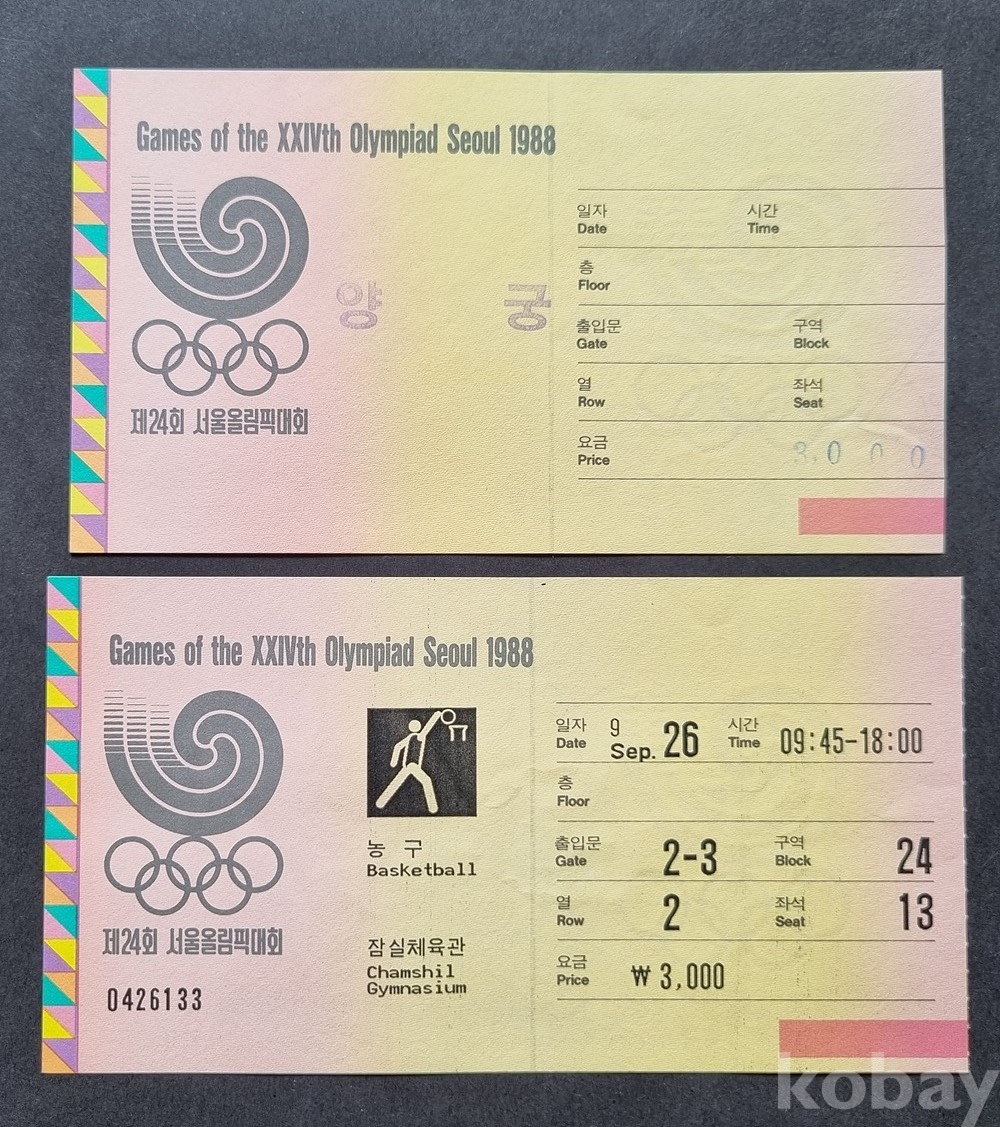 Games of the XXIVth Olympiad Seoul 1988
제24회 서울올림픽대회
양 궁
일자 Date 시간 Time
층 Floor
출입문 Gate 구역 Block
열 Row 좌석 Seat
요금 Price 3,000
Games of the XXIVth Olympiad Seoul 1988
제24회 서울올림픽대회
0426133
농 구
Basketball
잠실체육관
Chamshil
Gymnasium
일자 Date 9 Sep. 26 시간 Time 09:45-18:00
층 Floor
출입문 Gate 2-3 구역 Block 24
열 Row 2 좌석 Seat 13
요금 Price ₩ 3,000
kobay